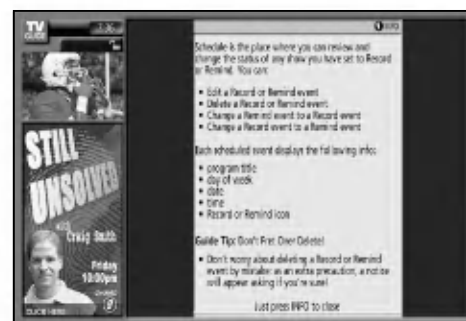 TV
GUIDE
INFO
Schedule is the place where you can review and
change the status of any show you have set to Record
or Remind. You can:
• Edit a Record or Remind event
• Delete a Record or Remind event
• Change a Remind event to a Record event
• Change a Record event to a Remind event
Each scheduled event displays the following info:
• program title
• day of week
• date
• time
• Record or Remind icon
Guide Tip: Don't Fret Over Delete!
• Don't worry about deleting a Record or Remind
event by mistake: as an extra precaution, a notice
will appear asking if you're sure!
Just press INFO to close
STILL
UNSOLVED
with
Craig Smith
Friday
10:00pm
CLICK HERE